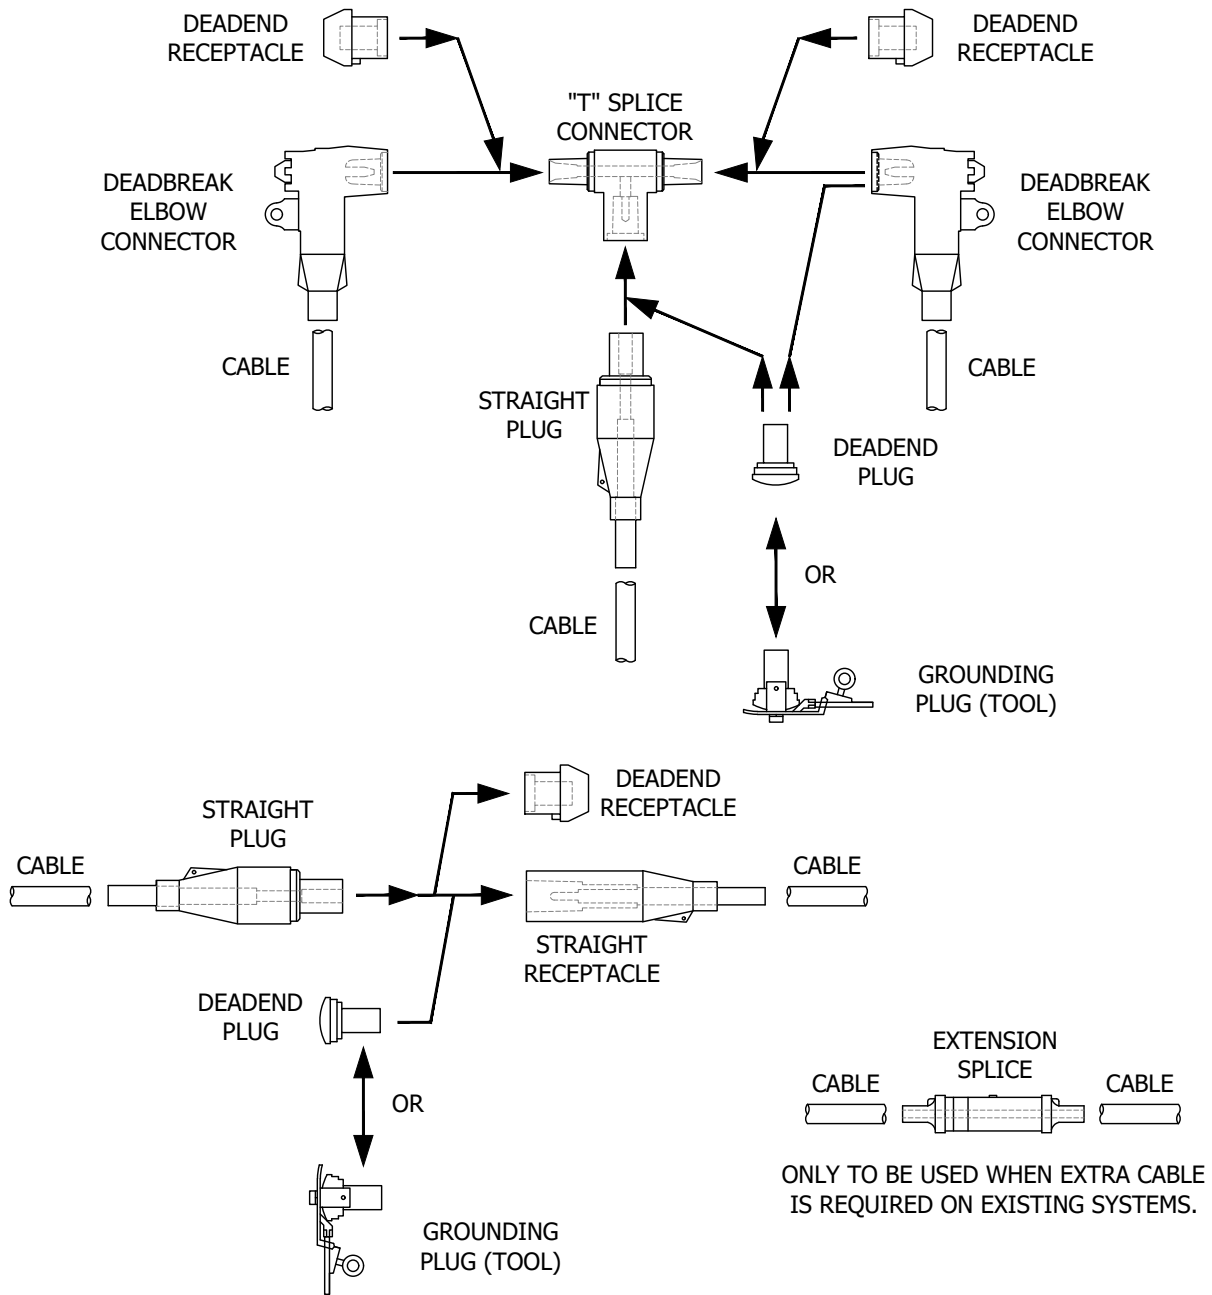 DEADEND
RECEPTACLE
DEADEND
RECEPTACLE
"T" SPLICE
CONNECTOR
DEADBREAK
ELBOW
CONNECTOR
DEADBREAK
ELBOW
CONNECTOR
CABLE
CABLE
STRAIGHT
PLUG
DEADEND
PLUG
OR
CABLE
GROUNDING
PLUG (TOOL)
DEADEND
RECEPTACLE
STRAIGHT
PLUG
CABLE
CABLE
STRAIGHT
RECEPTACLE
DEADEND
PLUG
OR
GROUNDING
PLUG (TOOL)
EXTENSION
SPLICE
CABLE
CABLE
ONLY TO BE USED WHEN EXTRA CABLE
IS REQUIRED ON EXISTING SYSTEMS.